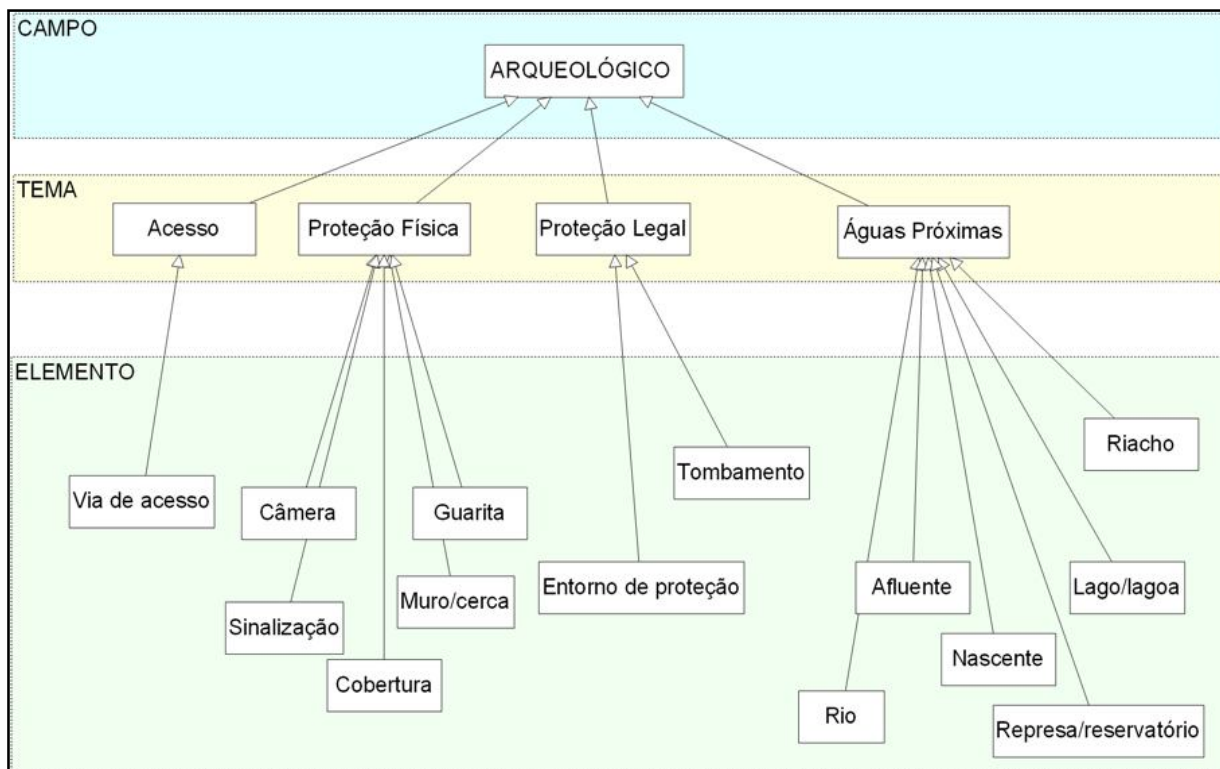 CAMPO
ARQUEOLÓGICO
TEMA
Acesso
Proteção Física
Proteção Legal
Águas Próximas
ELEMENTO
Riacho
Tombamento
Via de acesso
Câmera
Guarita
Afluente
Lago/lagoa
Entorno de proteção
Muro/cerca
Sinalização
Nascente
Cobertura
Rio
Represa/reservatório